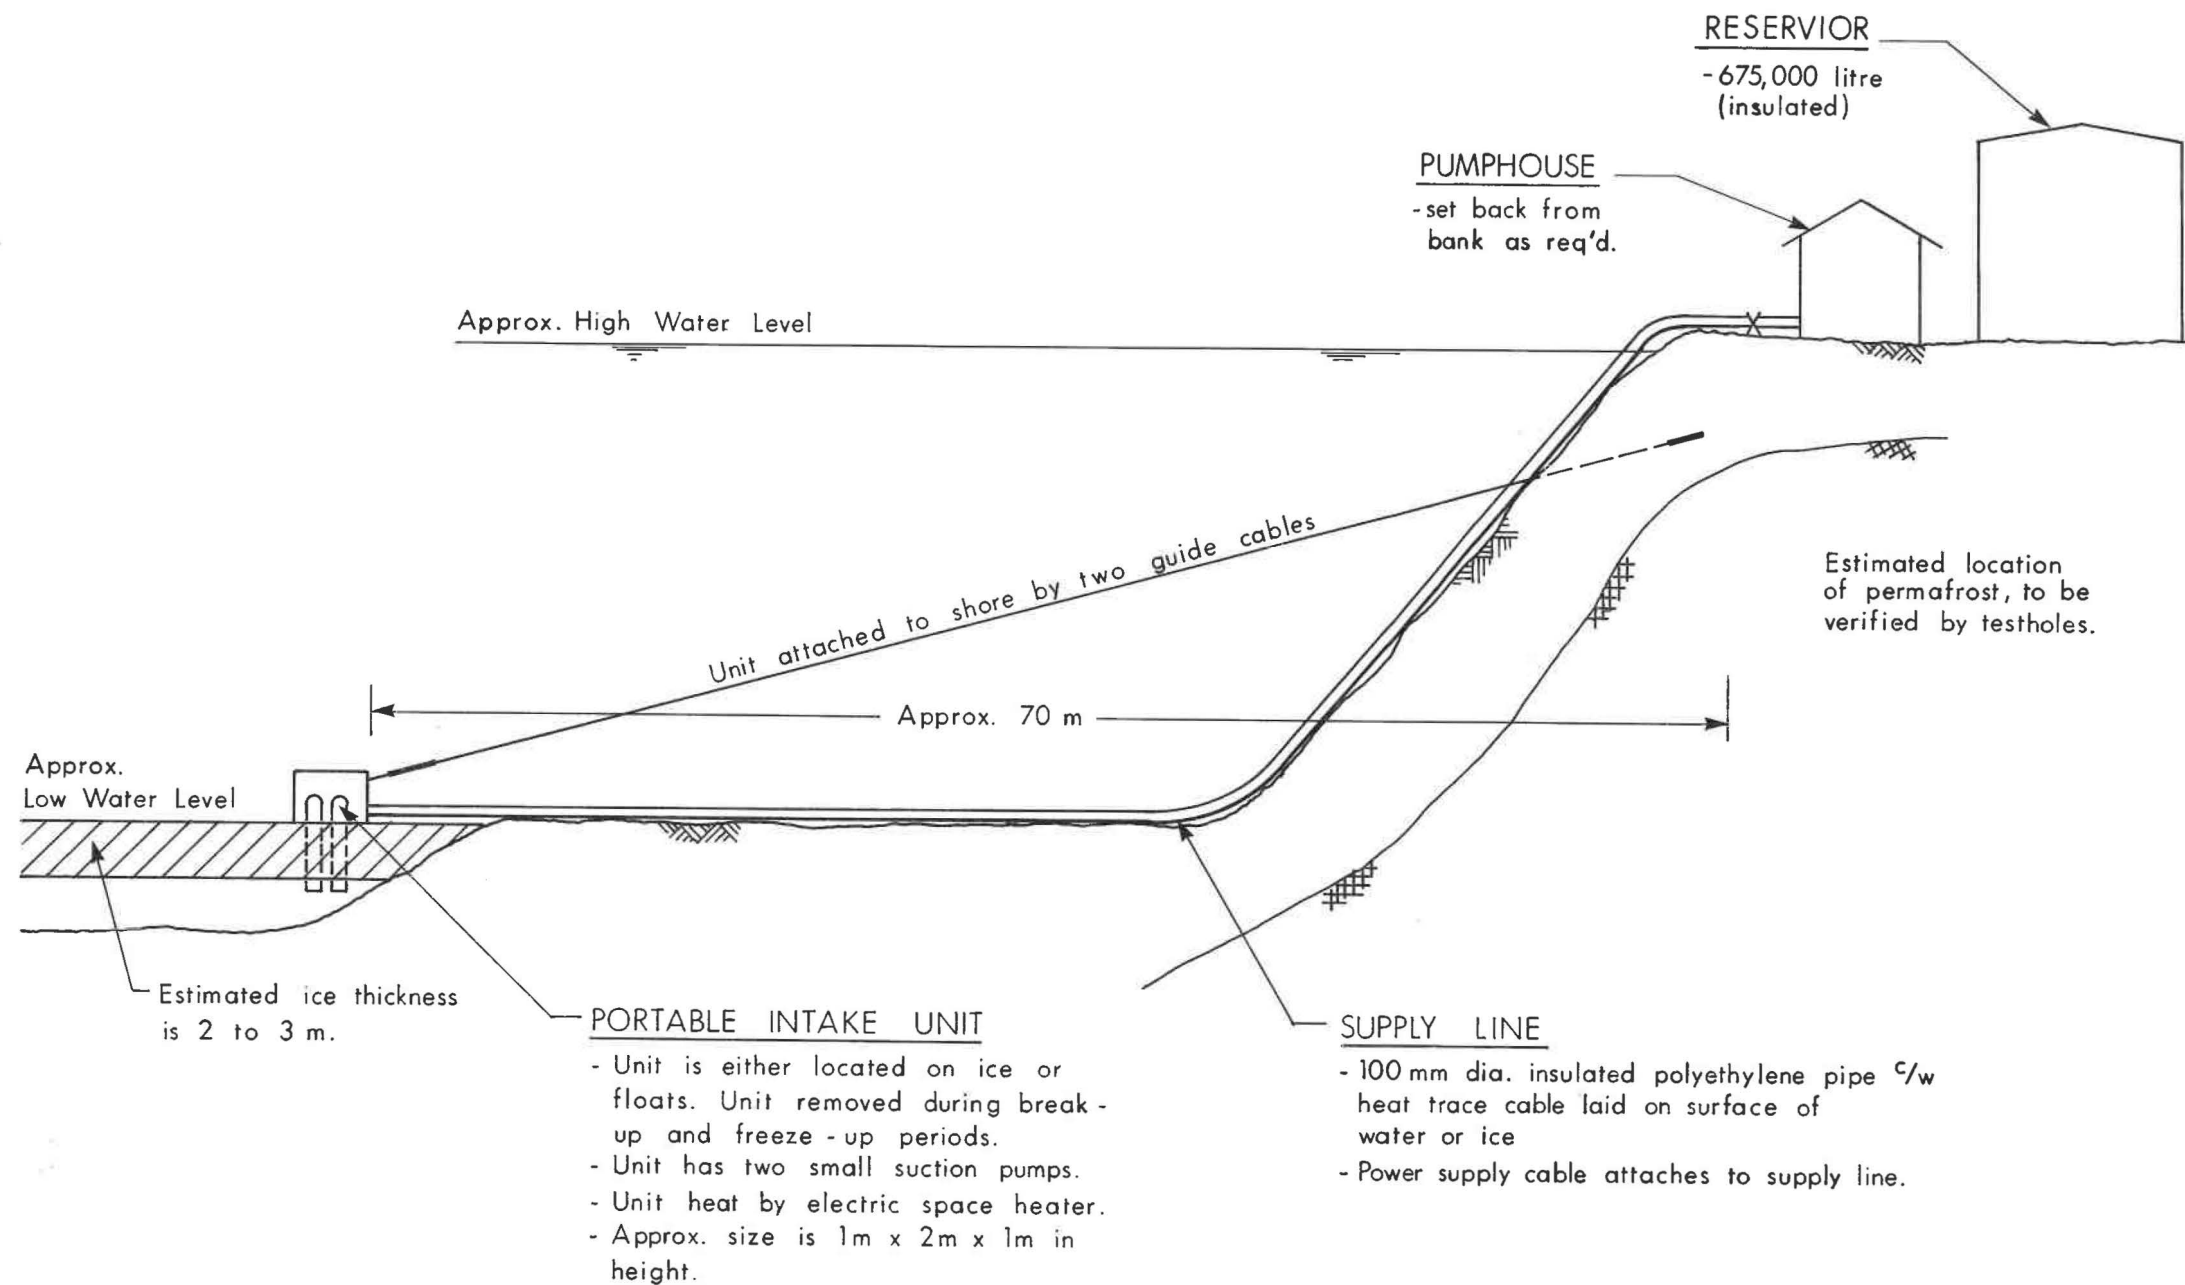 RESERVIOR
-675,000 litre
(insulated)
PUMPHOUSE
-set back from
bank as req'd.
Approx. High Water Level
Unit attached to shore by two guide cables
Estimated location
of permafrost, to be
verified by testholes.
Approx. 70 m
Approx.
Low Water Level
Estimated ice thickness
is 2 to 3 m.
PORTABLE INTAKE UNIT
- Unit is either located on ice or
floats. Unit removed during break -
up and freeze - up periods.
- Unit has two small suction pumps.
- Unit heat by electric space heater.
- Approx. size is 1m x 2m x 1m in
height.
SUPPLY LINE
- 100 mm dia. insulated polyethylene pipe c/w
heat trace cable laid on surface of
water or ice
- Power supply cable attaches to supply line.